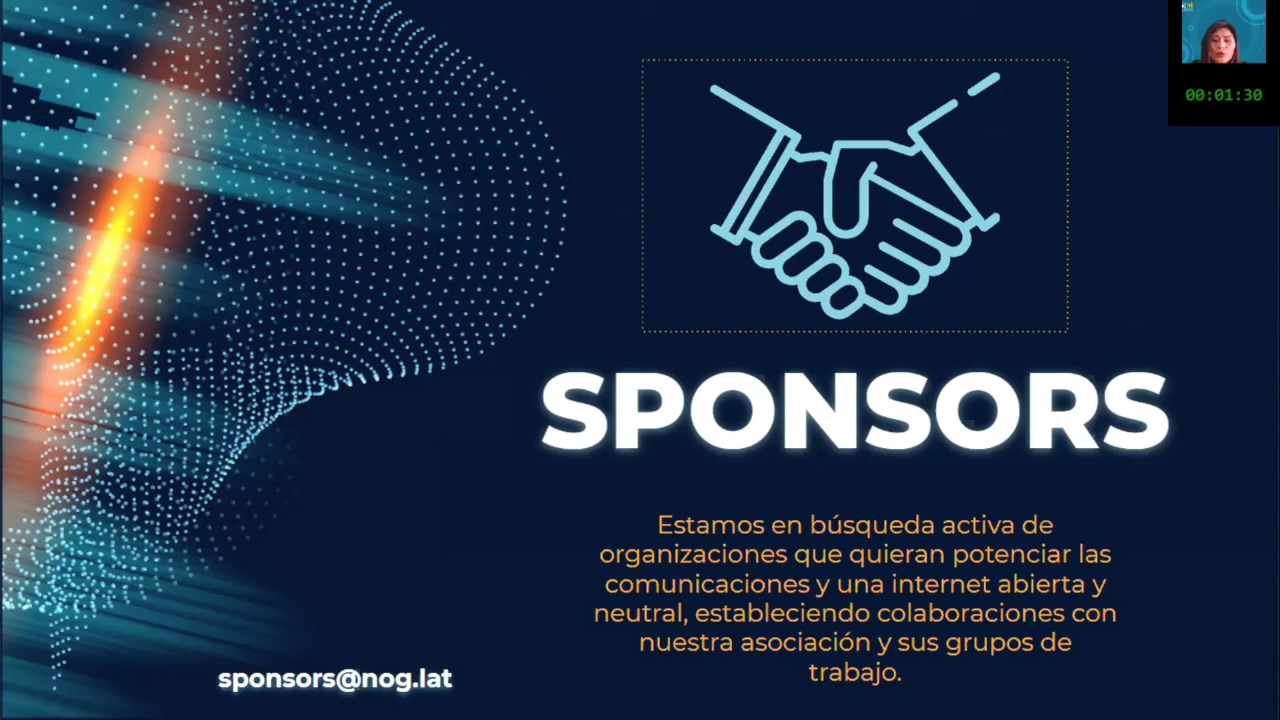 00:01:30
SPONSORS
Estamos en búsqueda activa de
organizaciones que quieran potenciar las
comunicaciones y una internet abierta y
neutral, estableciendo colaboraciones con
nuestra asociación y sus grupos de
trabajo.
sponsors@nog.lat